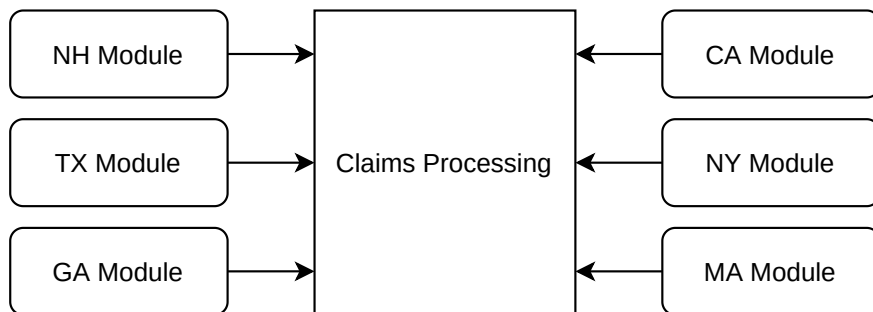 NH Module
CA Module
TX Module
Claims Processing
NY Module
GA Module
MA Module